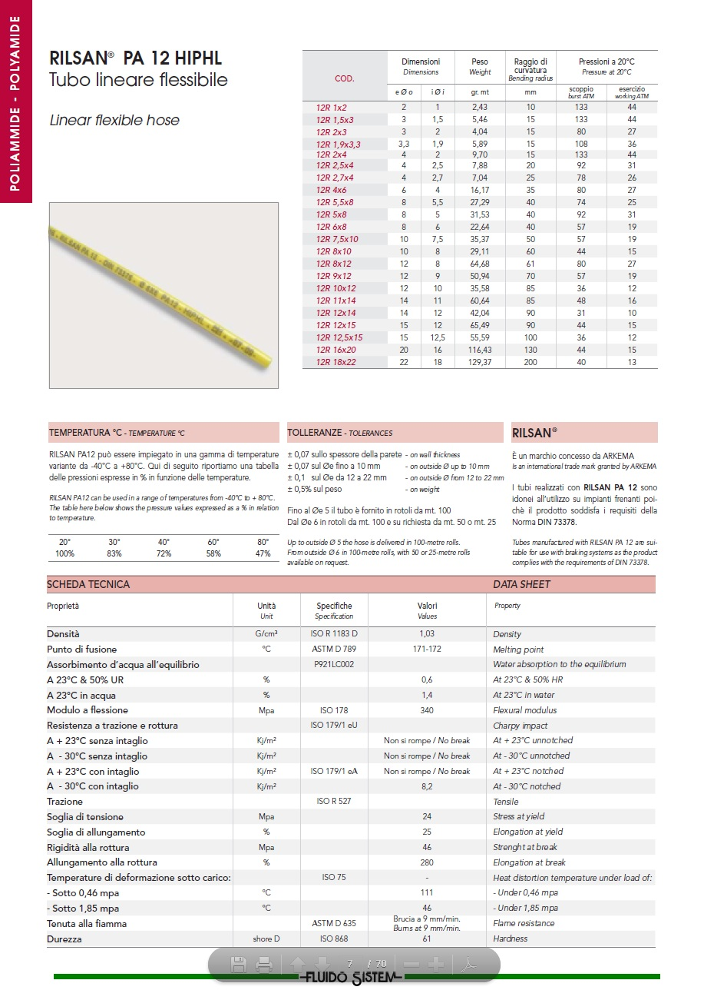 POLIAMMIDE - POLYAMIDE
RILSAN® PA 12 HIPHL
Tubo lineare flessibile
Linear flexible hose
COD. Dimensioni Peso Raggio di curvatura Pressioni a 20°C
Dimensions Weight Bending radius Pressure at 20°C
e Ø o i Ø i gr. mt mm scoppio esercizio
burst ATM working ATM
12R 1x2 2 1 2,43 10 133 44
12R 1,5x3 3 1,5 5,46 15 133 44
12R 2x3 3 2 4,04 15 80 27
12R 1,9x3,3 3,3 1,9 5,89 15 108 36
12R 2x4 4 2 9,70 15 133 44
12R 2,5x4 4 2,5 7,88 20 92 31
12R 2,7x4 4 2,7 7,04 25 78 26
12R 4x6 6 4 16,17 35 80 27
12R 5,5x8 8 5,5 27,29 40 74 25
12R 5x8 8 5 31,53 40 92 31
12R 6x8 8 6 22,64 40 57 19
12R 7,5x10 10 7,5 35,37 50 57 19
12R 8x10 10 8 29,11 60 44 15
12R 8x12 12 8 64,68 61 80 27
12R 9x12 12 9 50,94 70 57 19
12R 10x12 12 10 35,58 85 36 12
12R 11x14 14 11 60,64 85 48 16
12R 12x14 14 12 42,04 90 31 10
12R 12x15 15 12 65,49 90 44 15
12R 12,5x15 15 12,5 55,59 100 36 12
12R 16x20 20 16 116,43 130 44 15
12R 18x22 22 18 129,37 200 40 13
RILSAN PA 12 - DIN 73378 - Ø 4X6 PA12 - HIPHL
TEMPERATURA °C - TEMPERATURE °C
RILSAN PA12 può essere impiegato in una gamma di temperature
variante da -40°C a +80°C. Qui di seguito riportiamo una tabella
delle pressioni espresse in % in funzione delle temperature.
RILSAN PA12 can be used in a range of temperatures from -40°C to + 80°C.
The table here below shows the pressure values expressed as a % in relation
to temperature.
20° 30° 40° 60° 80°
100% 83% 72% 58% 47%
TOLLERANZE - TOLERANCES
± 0,07 sullo spessore della parete - on wall thickness
± 0,07 sul Øe fino a 10 mm - on outside Ø up to 10 mm
± 0,1 sul Øe da 12 a 22 mm - on outside Ø from 12 to 22 mm
± 0,5% sul peso - on weight
Fino al Øe 5 il tubo è fornito in rotoli da mt. 100
Dal Øe 6 in rotoli da mt. 100 e su richiesta da mt. 50 o mt. 25
Up to outside Ø 5 the hose is delivered in 100-metre rolls.
From outside Ø 6 in 100-metre rolls, with 50 or 25-metre rolls
available on request.
RILSAN®
È un marchio concesso da ARKEMA
Is an international trade mark granted by ARKEMA
I tubi realizzati con RILSAN PA 12 sono
idonei all'utilizzo su impianti frenanti poi-
chè il prodotto soddisfa i requisiti della
Norma DIN 73378.
Tubes manufactured with RILSAN PA 12 are sui-
table for use with braking systems as the product
complies with the requirements of DIN 73378.
SCHEDA TECNICA DATA SHEET
Proprietà Unità Specifiche Valori Property
Unit Specification Values
Densità G/cm³ ISO R 1183 D 1,03 Density
Punto di fusione °C ASTM D 789 171-172 Melting point
Assorbimento d'acqua all'equilibrio P921LC002 Water absorption to the equilibrium
A 23°C & 50% UR % 0,6 At 23°C & 50% HR
A 23°C in acqua % 1,4 At 23°C in water
Modulo a flessione Mpa ISO 178 340 Flexural modulus
Resistenza a trazione e rottura ISO 179/1 eU Charpy impact
A + 23°C senza intaglio Kj/m² Non si rompe / No break At + 23°C unnotched
A - 30°C senza intaglio Kj/m² Non si rompe / No break At - 30°C unnotched
A + 23°C con intaglio Kj/m² ISO 179/1 eA Non si rompe / No break At + 23°C notched
A - 30°C con intaglio Kj/m² 8,2 At - 30°C notched
Trazione ISO R 527 Tensile
Soglia di tensione Mpa 24 Stress at yield
Soglia di allungamento % 25 Elongation at yield
Rigidità alla rottura Mpa 46 Strenght at break
Allungamento alla rottura % 280 Elongation at break
Temperature di deformazione sotto carico: ISO 75 - Heat distortion temperature under load of:
- Sotto 0,46 mpa °C 111 - Under 0,46 mpa
- Sotto 1,85 mpa °C 46 - Under 1,85 mpa
Tenuta alla fiamma ASTM D 635 Brucia a 9 mm/min. Flame resistance
Burns at 9 mm/min.
Durezza shore D ISO 868 61 Hardness
7 / 70
FLUIDO SISTEM